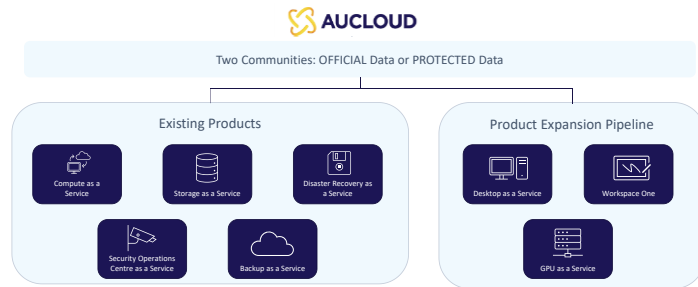 AUCLOUD
Two Communities: OFFICIAL Data or PROTECTED Data
Existing Products
Product Expansion Pipeline
Compute as a
Service
Storage as a Service
Disaster Recovery as
a Service
Desktop as a Service
Workspace One
Security Operations
Centre as a Service
Backup as a Service
GPU as a Service